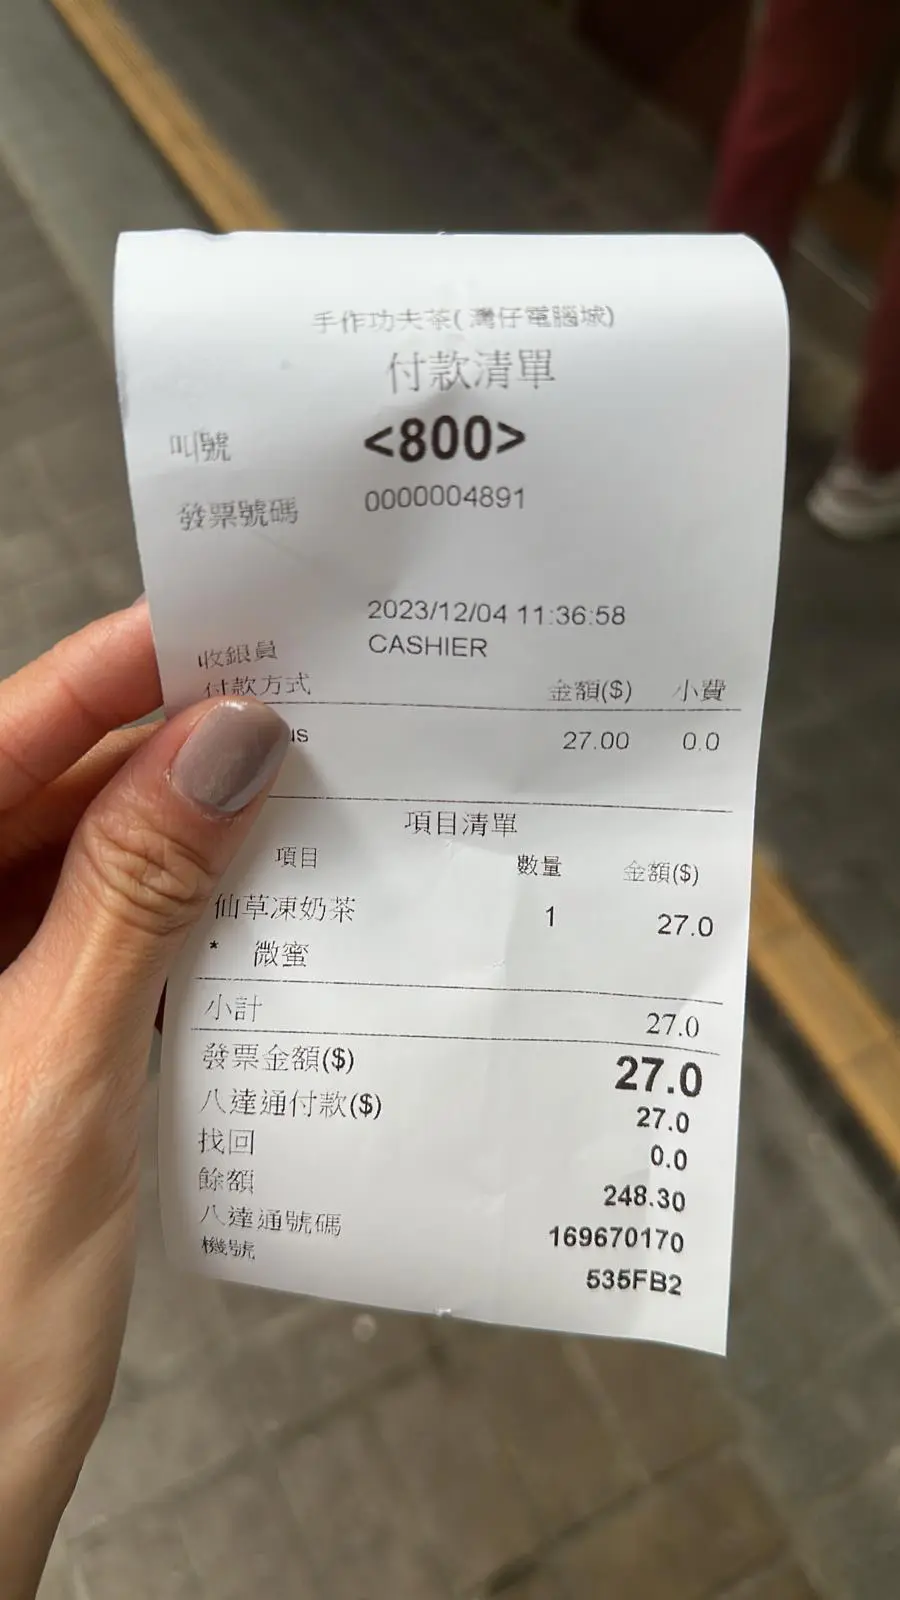 手作功夫茶(灣仔電腦城)
付款清單
叫號 <800>
發票號碼 0000004891
2023/12/04 11:36:58
收銀員 CASHIER
付款方式 金額($) 小費
us 27.00 0.0
項目清單
項目 數量 金額($)
仙草凍奶茶 1 27.0
* 微蜜
小計 27.0
發票金額($) 27.0
八達通付款($) 27.0
找回 0.0
餘額 248.30
八達通號碼 169670170
機號 535FB2